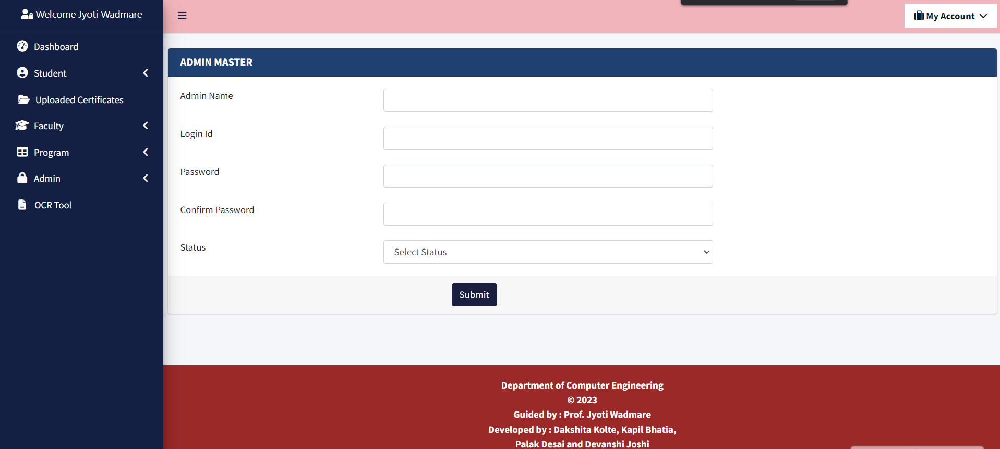 Welcome Jyoti Wadmare
My Account
Dashboard
Student
Uploaded Certificates
Faculty
Program
Admin
OCR Tool
ADMIN MASTER
Admin Name
Login Id
Password
Confirm Password
Status
Select Status
Submit
Department of Computer Engineering
© 2023
Guided by : Prof. Jyoti Wadmare
Developed by : Dakshita Kolte, Kapil Bhatia,
Palak Desai and Devanshi Joshi